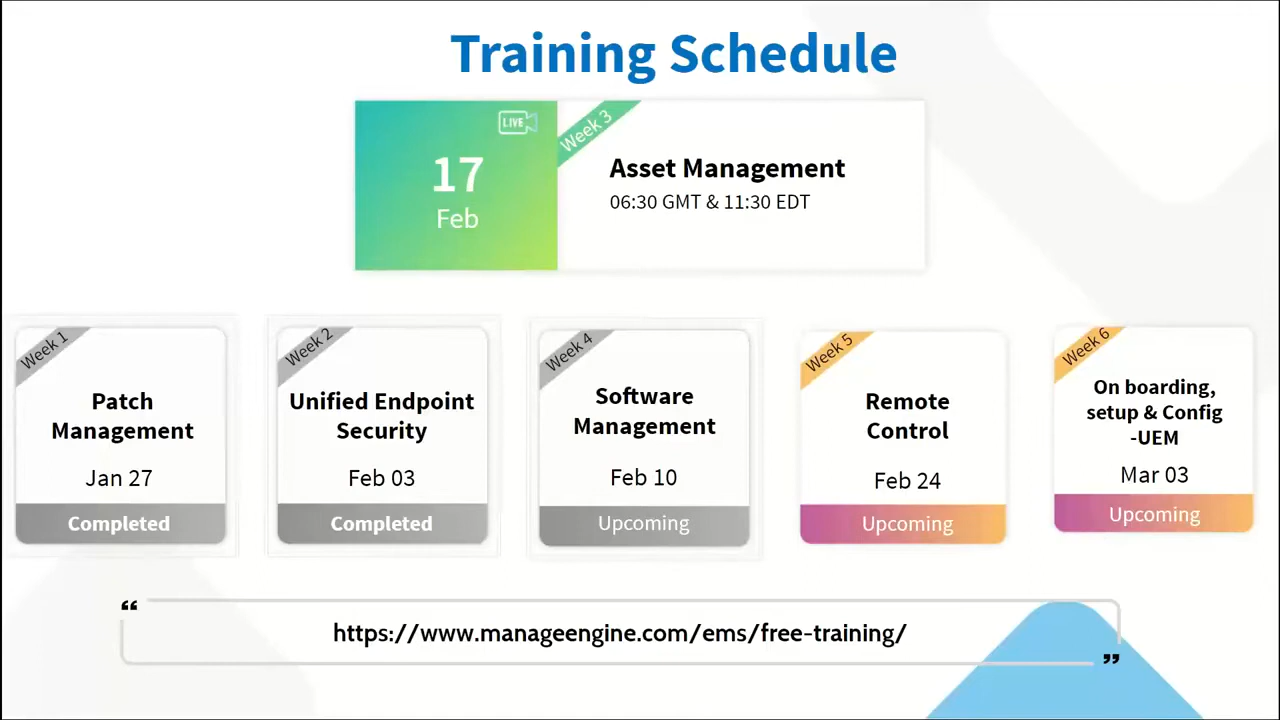 Training Schedule
LIVE
17
Feb
Week 3
Asset Management
06:30 GMT & 11:30 EDT
Week 1
Patch
Management
Jan 27
Completed
Week 2
Unified Endpoint
Security
Feb 03
Completed
Week 4
Software
Management
Feb 10
Upcoming
Week 5
Remote
Control
Feb 24
Upcoming
Week 6
On boarding,
setup & Config
-UEM
Mar 03
Upcoming
“
https://www.manageengine.com/ems/free-training/
”